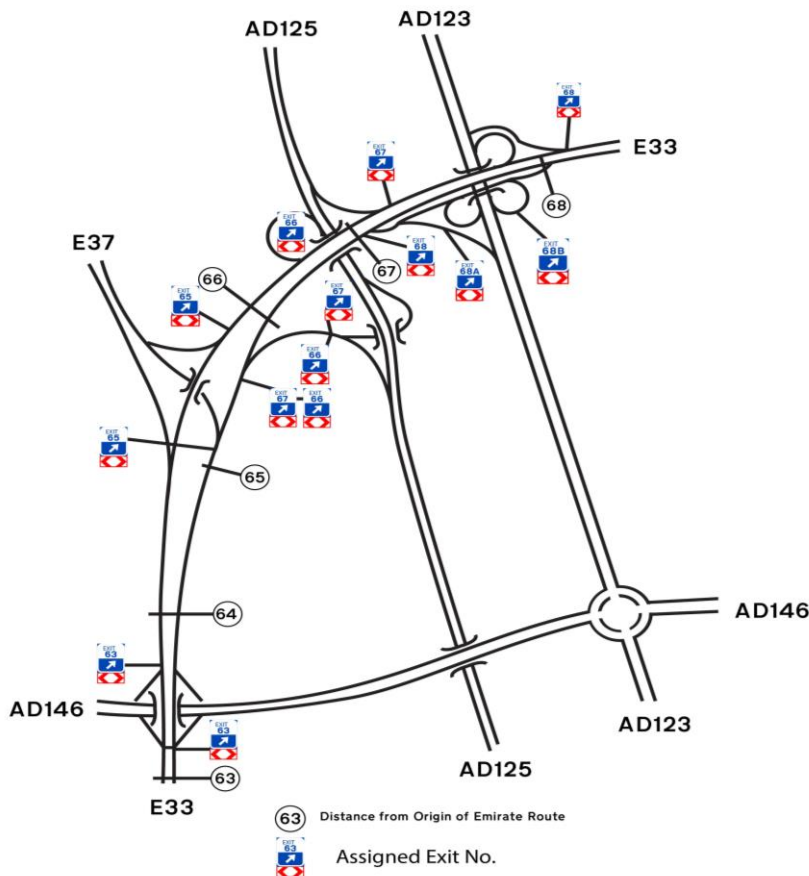 AD123
AD125
EXIT
68
E33
EXIT
67
68
EXIT
66
E37
EXIT
68
67
EXIT
68A
EXIT
68B
66
EXIT
65
EXIT
67
EXIT
66
EXIT
67
-
EXIT
66
EXIT
65
65
64
AD146
EXIT
63
AD146
EXIT
63
AD123
AD125
63
E33
63 Distance from Origin of Emirate Route
EXIT
63
Assigned Exit No.